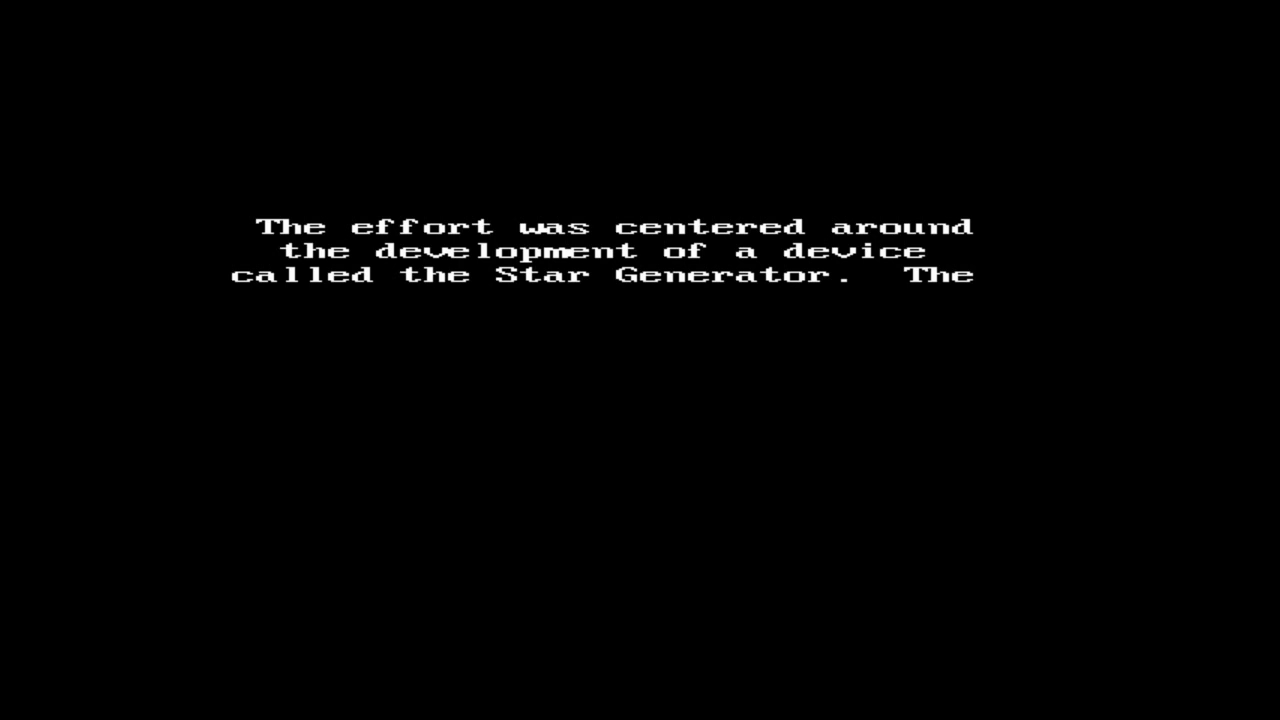 The effort was centered around
the development of a device
called the Star Generator.  The